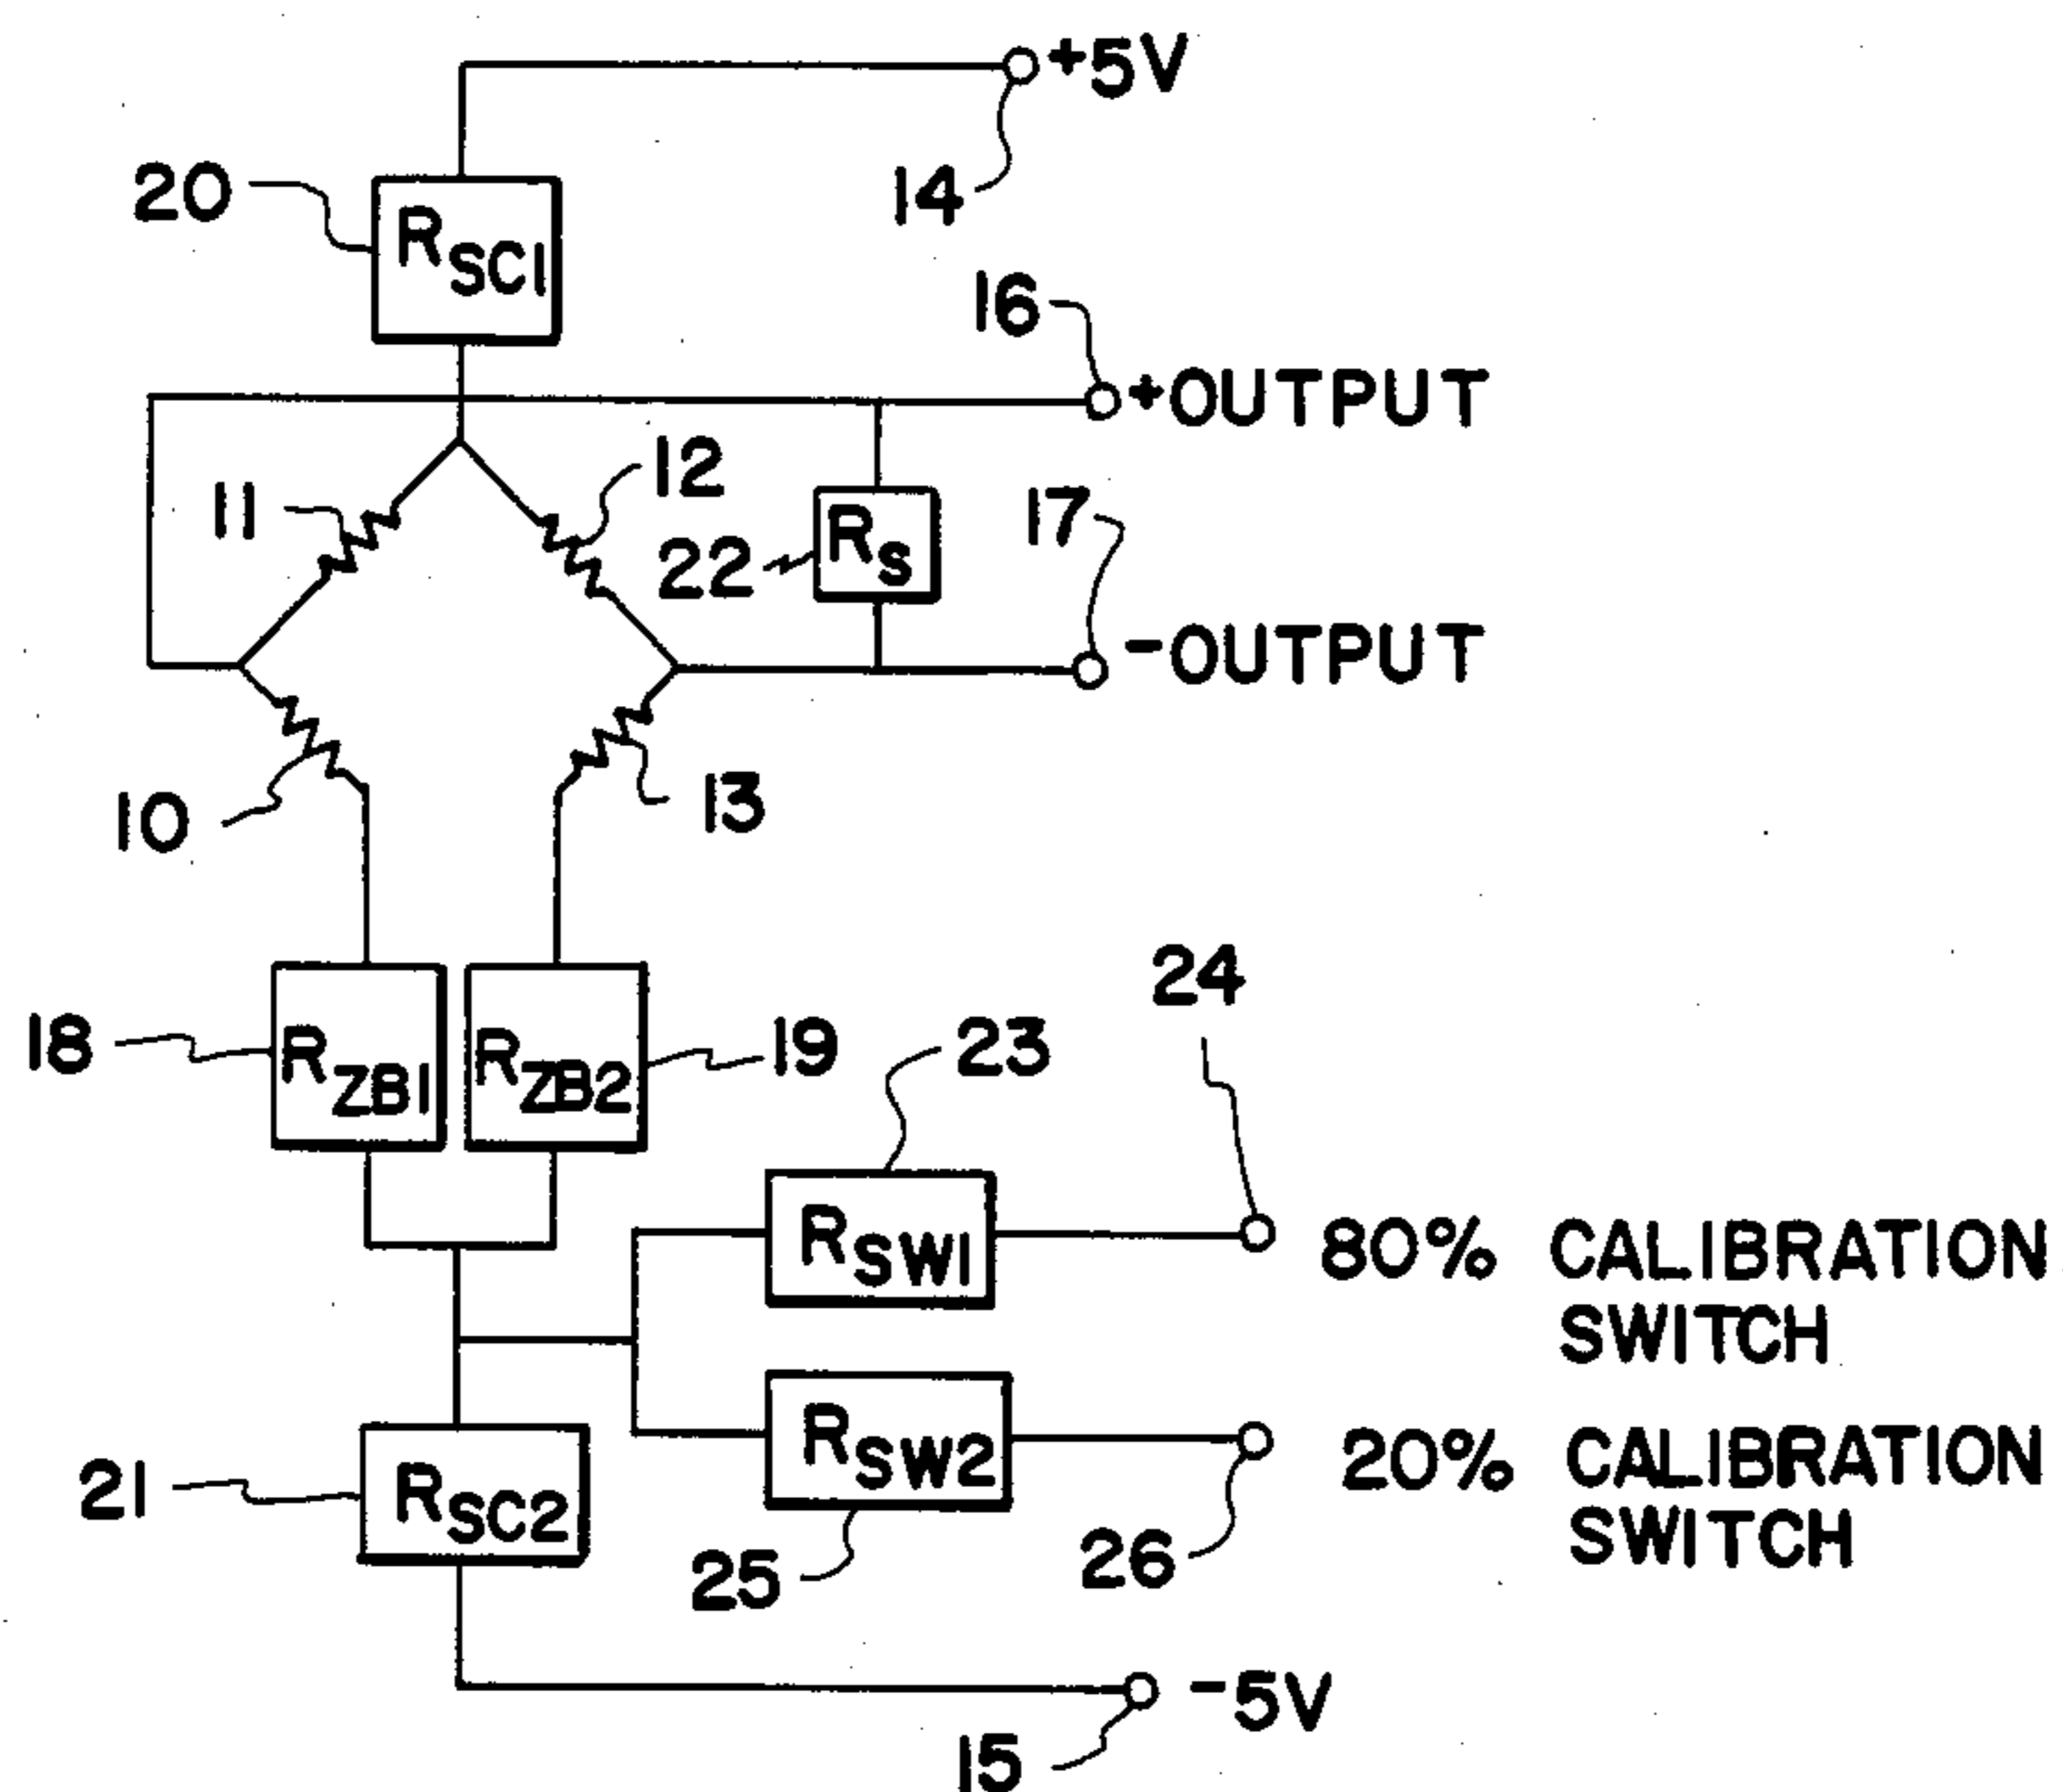 +5V
20
RSC1
14
16
+OUTPUT
11
12
17
22
RS
-OUTPUT
10
13
24
18
RZB1
RZB2
19
23
RSW1
80% CALIBRATION
SWITCH
RSW2
20% CALIBRATION
SWITCH
21
RSC2
25
26
-5V
15